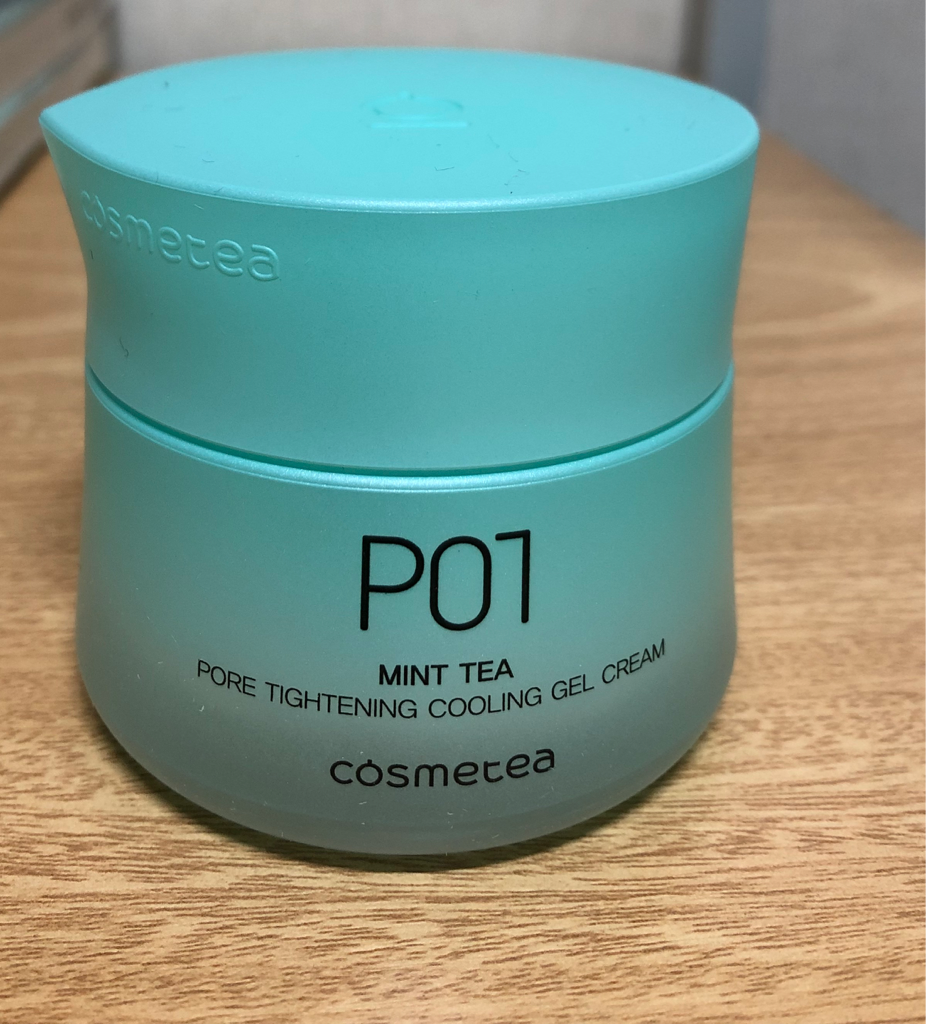 cosmetea
P01
MINT TEA
PORE TIGHTENING COOLING GEL CREAM
cosmetea